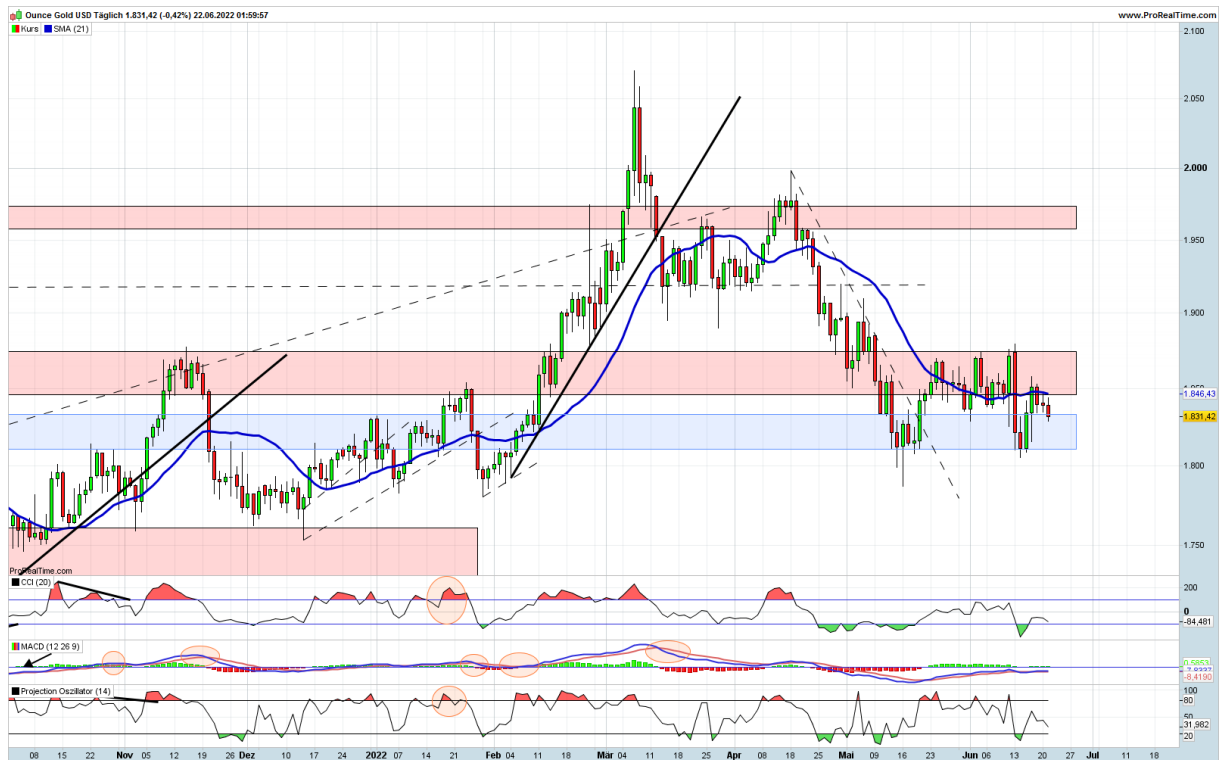 Ounce Gold USD Täglich 1.831,42 (-0,42%) 22.06.2022 01:59:57
www.ProRealTime.com
Kurs SMA (21)
2.100
2.050
2.000
1.950
1.900
1.846,43
1.831,42
1.800
1.750
ProRealTime.com
CCI (20)
200
0
-84,481
MACD (12 26 9)
-8,4190
Projection Oszillator (14)
100
80
50
31,982
20
08 15 22 Nov 05 12 19 26 Dez 10 17 24 2022 07 14 21 Feb 04 11 18 Mär 04 11 18 25 Apr 08 18 25 Mai 09 16 23 Jun 06 13 20 27 Jul 11 18